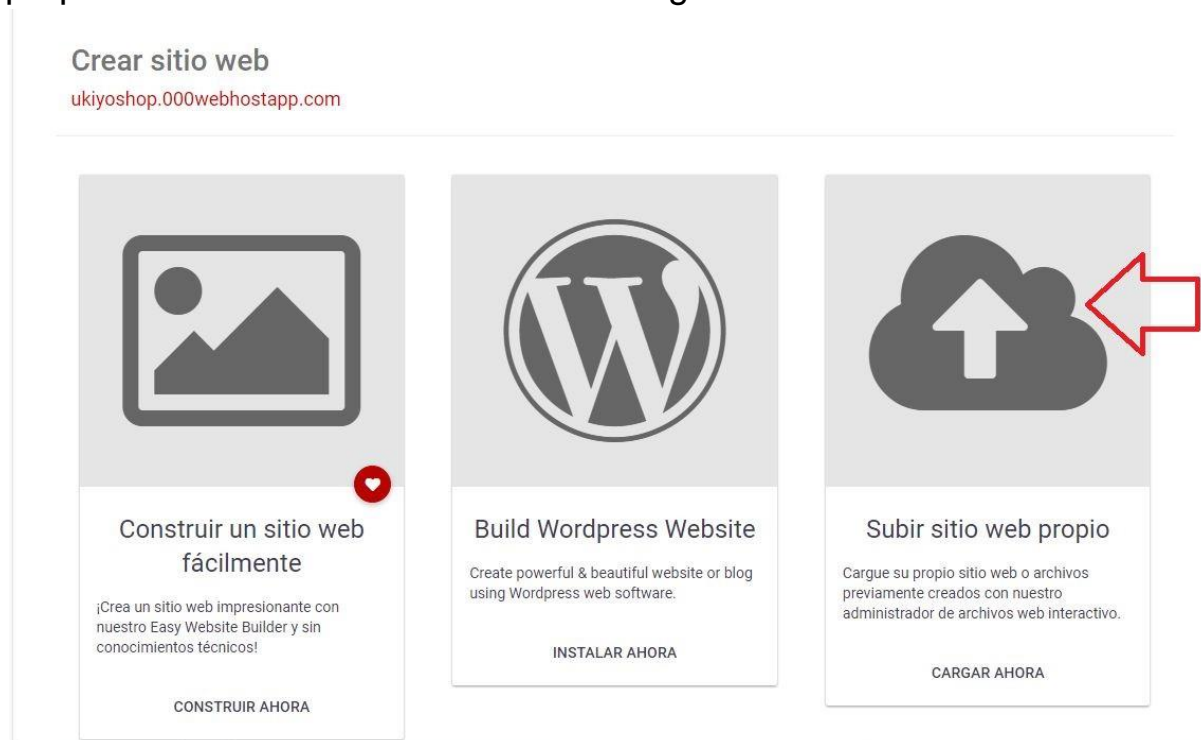 Crear sitio web
ukiyoshop.000webhostapp.com
Construir un sitio web
fácilmente
¡Crea un sitio web impresionante con
nuestro Easy Website Builder y sin
conocimientos técnicos!
CONSTRUIR AHORA
Build Wordpress Website
Create powerful & beautiful website or blog
using Wordpress web software.
INSTALAR AHORA
Subir sitio web propio
Cargue su propio sitio web o archivos
previamente creados con nuestro
administrador de archivos web interactivo.
CARGAR AHORA